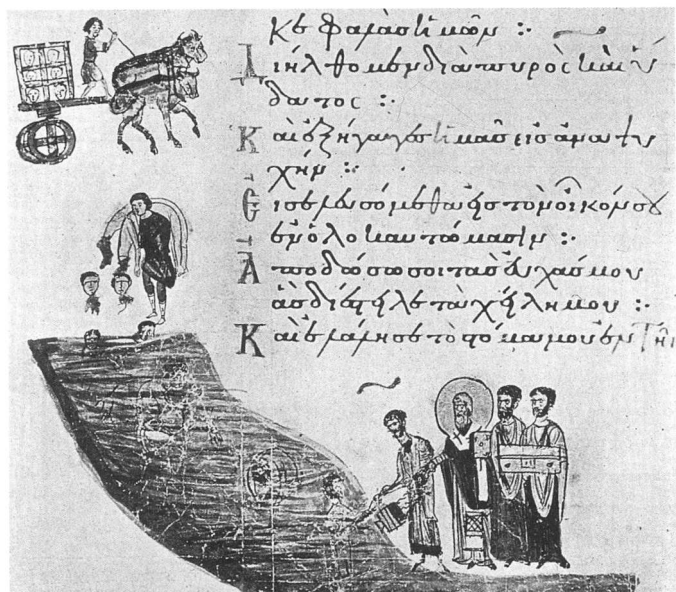 κεφαλὰς ἡμῶν :·
Διήλθομεν διὰ πυρὸς καὶ ὕ
δατος :·
Καὶ ἐξήγαγες ἡμᾶς εἰς ἀναψυ
χήν :·
Εἰσελευσόμεθα εἰς τὸν οἶκόν σου
ἐν ὁλοκαυτώμασιν :·
Ἀποδώσω σοι τὰς εὐχάς μου
ἃς διέστειλε τὰ χείλη μου :·
Καὶ ἐλάλησε τὸ στόμα μου ἐν τῆι